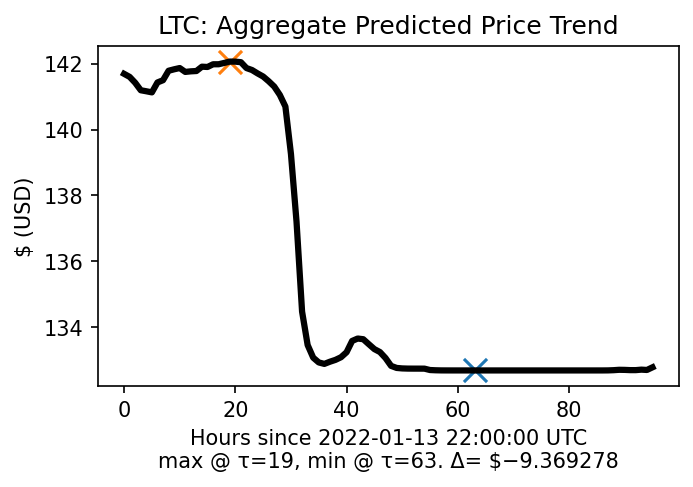 LTC: Aggregate Predicted Price Trend
142
140
138
136
134
$ (USD)
0 20 40 60 80
Hours since 2022-01-13 22:00:00 UTC
max @ τ=19, min @ τ=63. Δ= $−9.369278